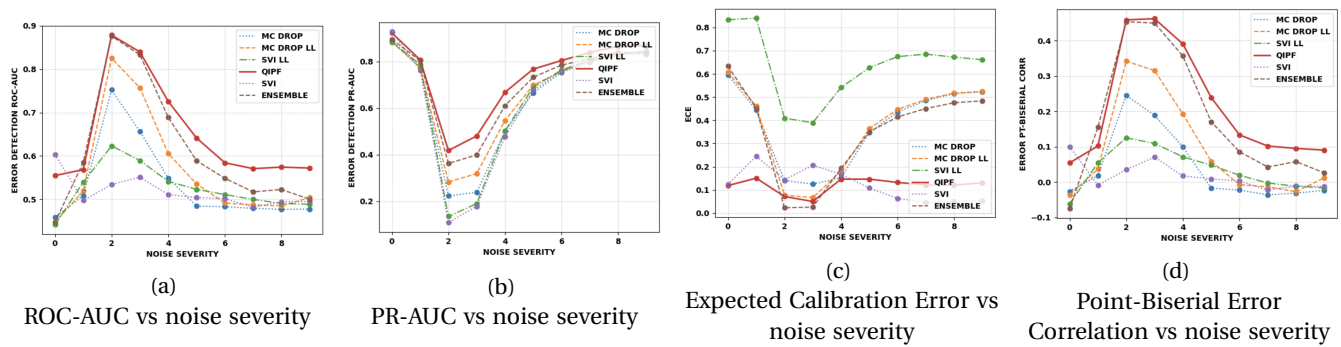 ERROR DETECTION ROC-AUC
0.9
0.8
0.7
0.6
0.5
0 2 4 6 8
NOISE SEVERITY
MC DROP
MC DROP LL
SVI LL
QIPF
SVI
ENSEMBLE
(a)
ROC-AUC vs noise severity
ERROR DETECTION PR-AUC
0.8
0.6
0.4
0.2
0 2 4 6 8
NOISE SEVERITY
MC DROP
MC DROP LL
SVI LL
QIPF
SVI
ENSEMBLE
(b)
PR-AUC vs noise severity
ECE
0.8
0.7
0.6
0.5
0.4
0.3
0.2
0.1
0.0
0 2 4 6 8
NOISE SEVERITY
MC DROP
MC DROP LL
SVI LL
QIPF
SVI
ENSEMBLE
(c)
Expected Calibration Error vs
noise severity
ERROR PT-BISERIAL CORR
0.4
0.3
0.2
0.1
0.0
−0.1
0 2 4 6 8
NOISE SEVERITY
MC DROP
MC DROP LL
SVI LL
QIPF
SVI
ENSEMBLE
(d)
Point-Biserial Error
Correlation vs noise severity